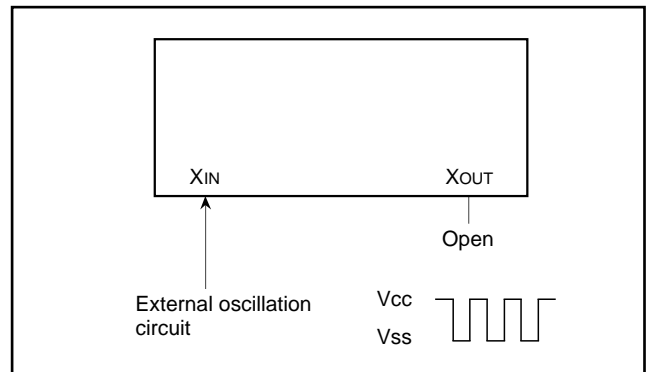 XIN
XOUT
Open
External oscillation
circuit
Vcc
Vss